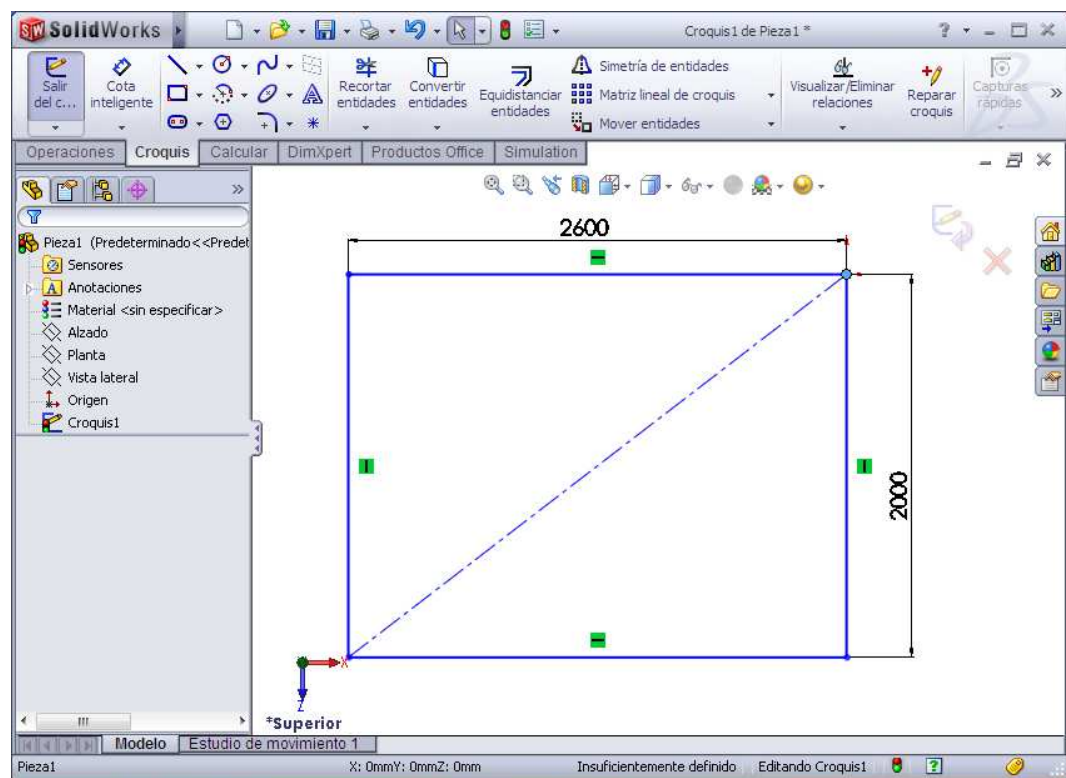 SolidWorks
Croquis1 de Pieza1 *
Salir del c...
Cota inteligente
Recortar entidades
Convertir entidades
Equidistanciar entidades
Simetría de entidades
Matriz lineal de croquis
Mover entidades
Visualizar/Eliminar relaciones
Reparar croquis
Capturas rápidas
Operaciones Croquis Calcular DimXpert Productos Office Simulation
Pieza1 (Predeterminado<<Predet
Sensores
Anotaciones
Material <sin especificar>
Alzado
Planta
Vista lateral
Origen
Croquis1
2600
2000
X
Z
*Superior
Modelo Estudio de movimiento 1
Pieza1 X: 0mmY: 0mmZ: 0mm Insuficientemente definido Editando Croquis1